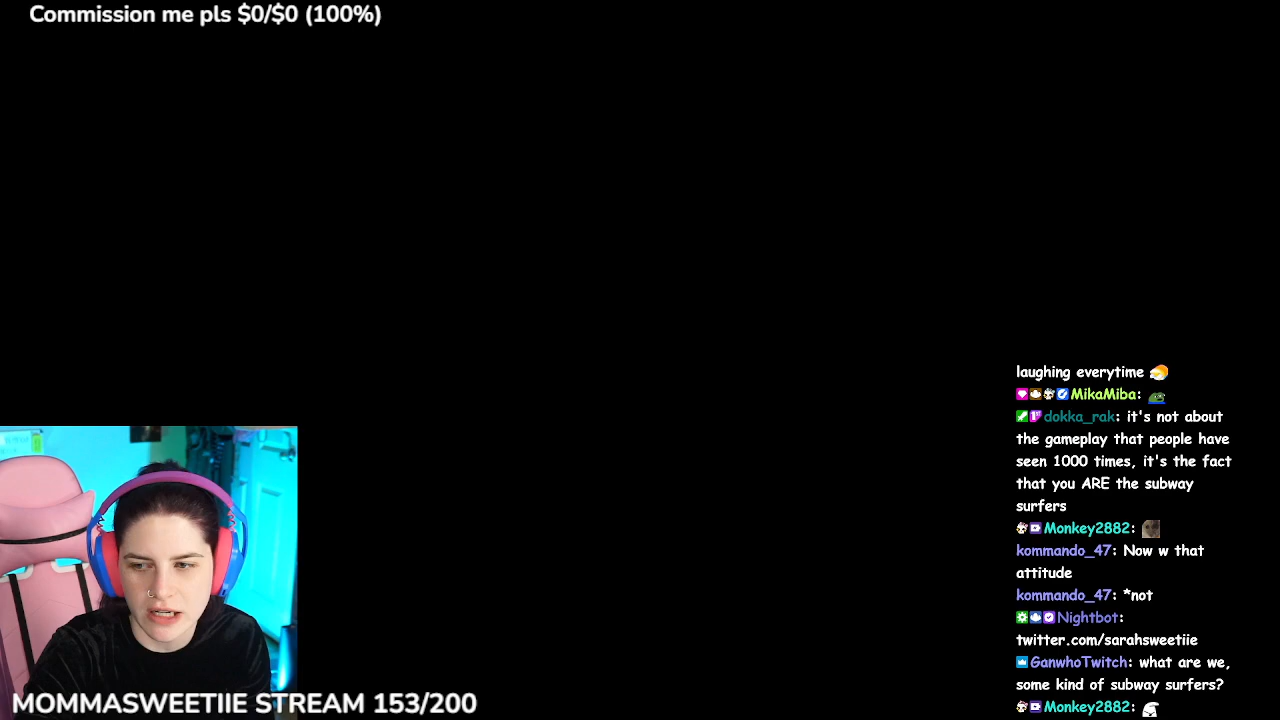 Commission me pls $0/$0 (100%)
laughing everytime
MikaMiba:
dokka_rak: it's not about
the gameplay that people have
seen 1000 times, it's the fact
that you ARE the subway
surfers
Monkey2882:
kommando_47: Now w that
attitude
kommando_47: *not
Nightbot:
twitter.com/sarahsweetiie
GanwhoTwitch: what are we,
some kind of subway surfers?
Monkey2882:
MOMMASWEETIIE STREAM 153/200